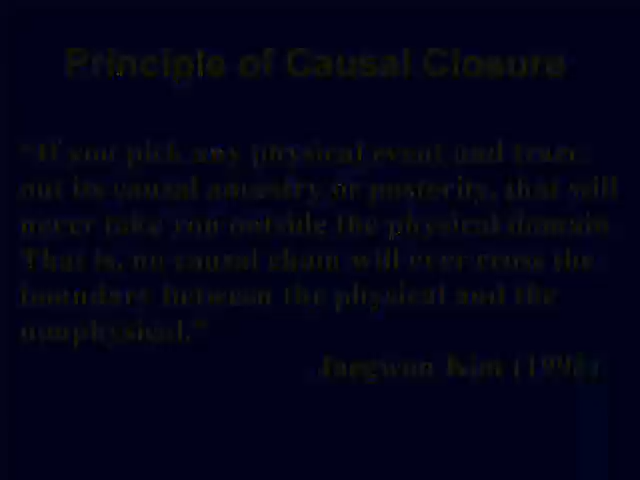 Principle of Causal Closure
"If you pick any physical event and trace
out its causal ancestry or posterity, that will
never take you outside the physical domain.
That is, no causal chain will ever cross the
boundary between the physical and the
nonphysical."
Jaegwon Kim